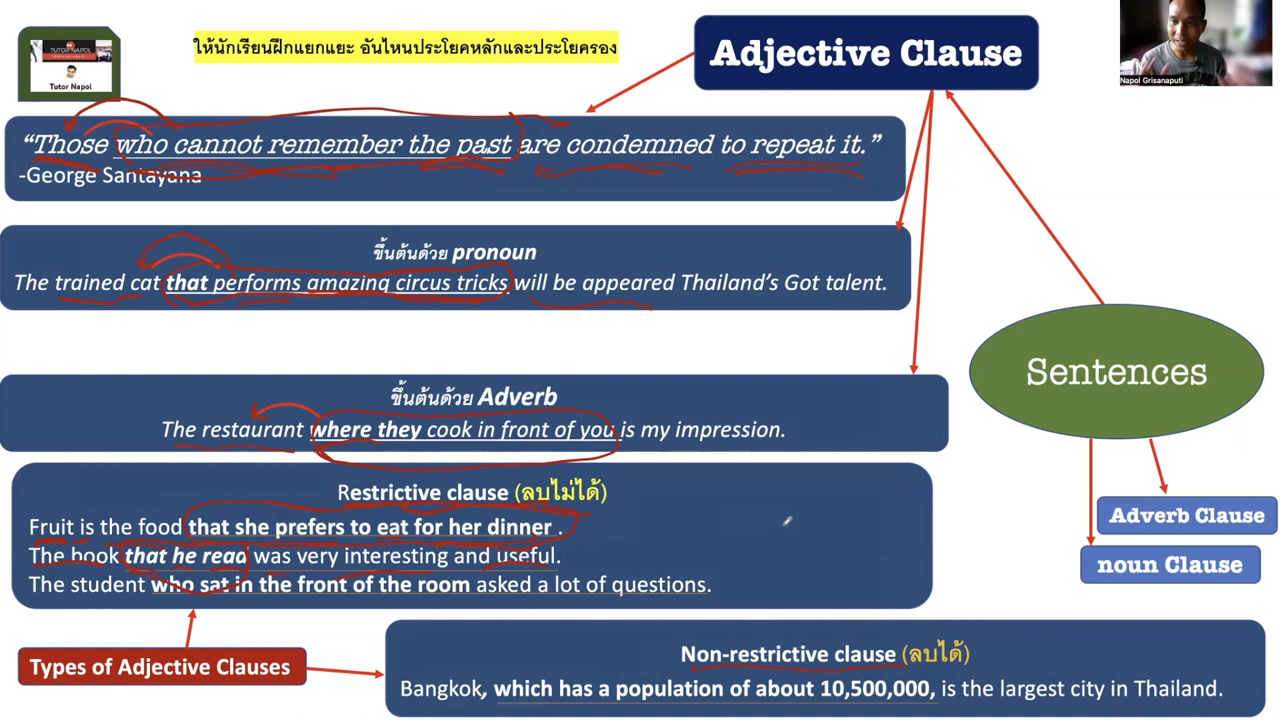 TUTOR NAPOL
Tutor Napol
ให้นักเรียนฝึกแยกแยะ อันไหนประโยคหลักและประโยครอง
Adjective Clause
Napol Grisanaputi
“Those who cannot remember the past are condemned to repeat it.”
-George Santayana
ขึ้นต้นด้วย pronoun
The trained cat that performs amazing circus tricks will be appeared Thailand’s Got talent.
ขึ้นต้นด้วย Adverb
The restaurant where they cook in front of you is my impression.
Sentences
Restrictive clause (ลบไม่ได้)
Fruit is the food that she prefers to eat for her dinner .
The book that he read was very interesting and useful.
The student who sat in the front of the room asked a lot of questions.
Adverb Clause
noun Clause
Types of Adjective Clauses
Non-restrictive clause (ลบได้)
Bangkok, which has a population of about 10,500,000, is the largest city in Thailand.